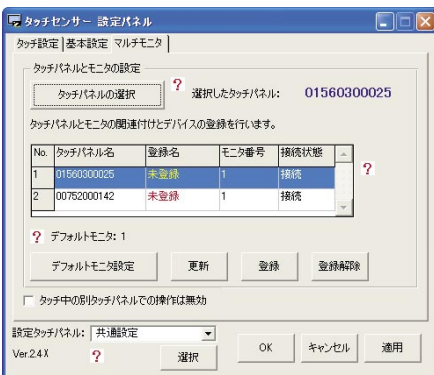 タッチセンサー 設定パネル
タッチ設定 基本設定 マルチモニタ
タッチパネルとモニタの設定
タッチパネルの選択 ? 選択したタッチパネル: 01560300025
タッチパネルとモニタの関連付けとデバイスの登録を行います。
No. タッチパネル名 登録名 モニタ番号 接続状態
1 01560300025 未登録 1 接続
?
2 00752000142 未登録 1 接続
? デフォルトモニタ: 1
デフォルトモニタ設定 更新 登録 登録解除
タッチ中の別タッチパネルでの操作は無効
設定タッチパネル: 共通設定
Ver.2.4X ? 選択 OK キャンセル 適用